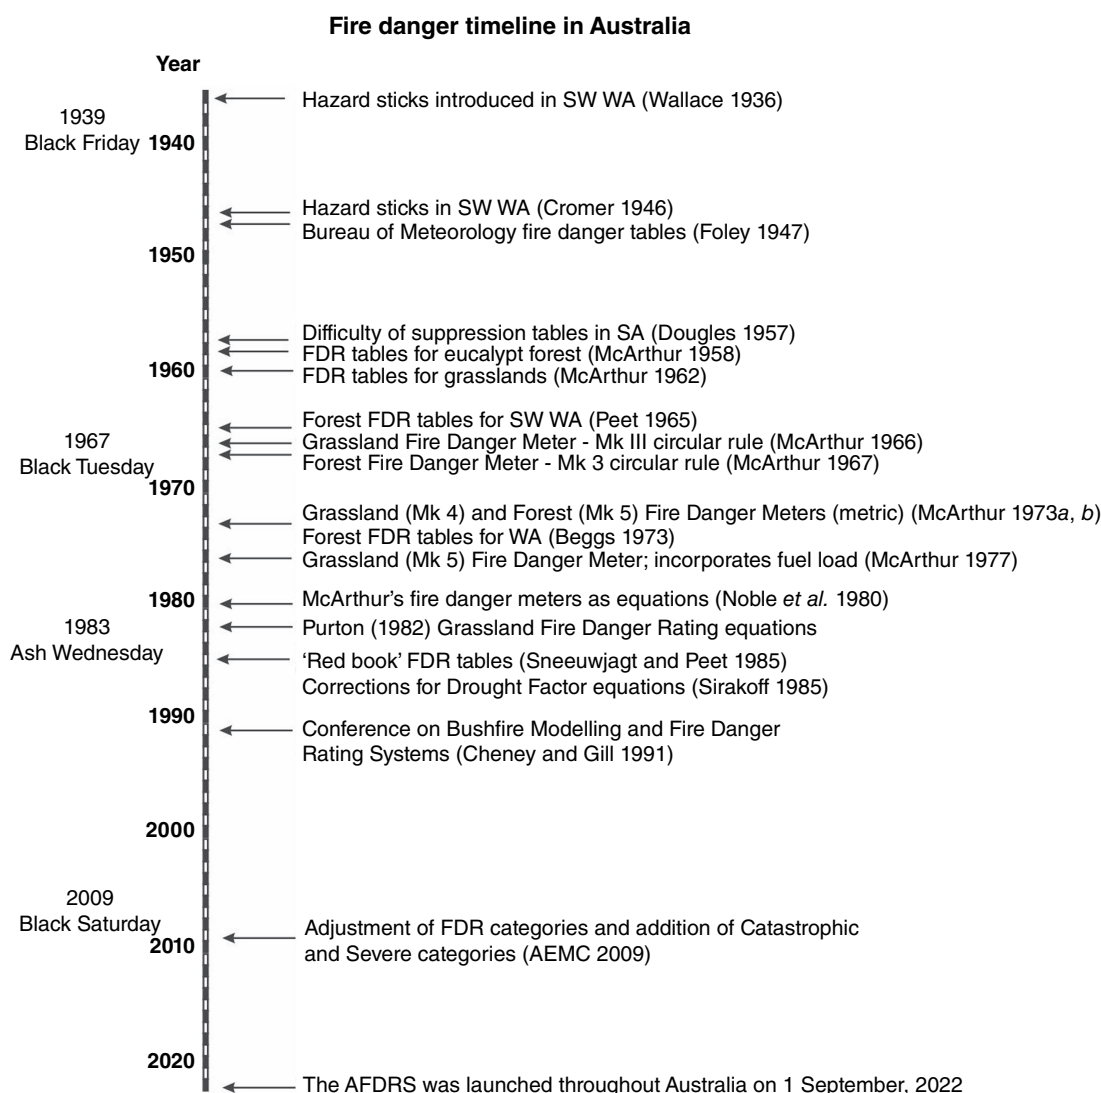 Fire danger timeline in Australia
Year
Hazard sticks introduced in SW WA (Wallace 1936)
1939
Black Friday
1940
Hazard sticks in SW WA (Cromer 1946)
Bureau of Meteorology fire danger tables (Foley 1947)
1950
Difficulty of suppression tables in SA (Dougles 1957)
FDR tables for eucalypt forest (McArthur 1958)
1960
FDR tables for grasslands (McArthur 1962)
Forest FDR tables for SW WA (Peet 1965)
1967
Black Tuesday
Grassland Fire Danger Meter - Mk III circular rule (McArthur 1966)
Forest Fire Danger Meter - Mk 3 circular rule (McArthur 1967)
1970
Grassland (Mk 4) and Forest (Mk 5) Fire Danger Meters (metric) (McArthur 1973a, b)
Forest FDR tables for WA (Beggs 1973)
Grassland (Mk 5) Fire Danger Meter; incorporates fuel load (McArthur 1977)
1980
McArthur's fire danger meters as equations (Noble et al. 1980)
1983
Ash Wednesday
Purton (1982) Grassland Fire Danger Rating equations
‘Red book’ FDR tables (Sneeuwjagt and Peet 1985)
Corrections for Drought Factor equations (Sirakoff 1985)
1990
Conference on Bushfire Modelling and Fire Danger
Rating Systems (Cheney and Gill 1991)
2000
2009
Black Saturday
2010
Adjustment of FDR categories and addition of Catastrophic
and Severe categories (AEMC 2009)
2020
The AFDRS was launched throughout Australia on 1 September, 2022